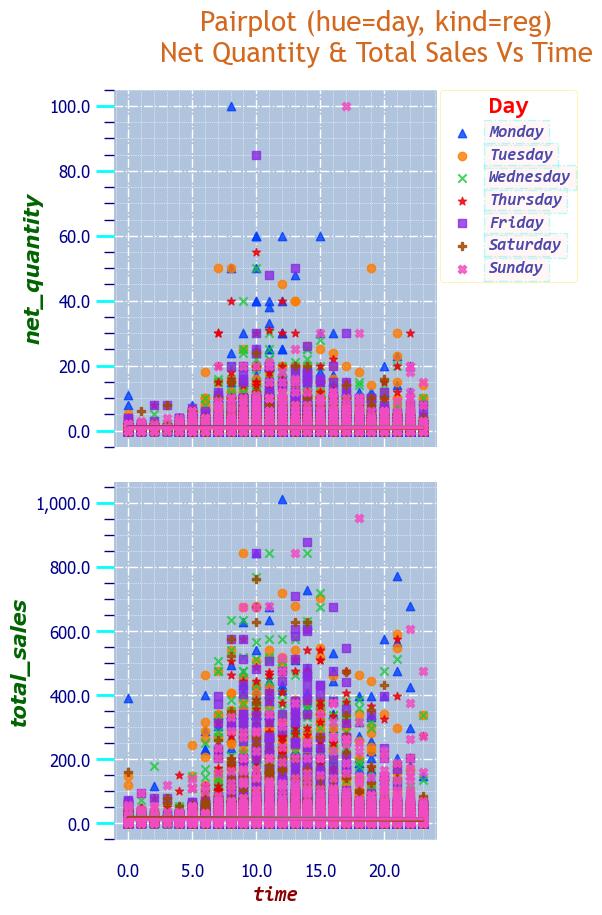 Pairplot (hue=day, kind=reg)
Net Quantity & Total Sales Vs Time
100.0
80.0
60.0
40.0
20.0
0.0
net_quantity
Day
Monday
Tuesday
Wednesday
Thursday
Friday
Saturday
Sunday
1,000.0
800.0
600.0
400.0
200.0
0.0
total_sales
0.0 5.0 10.0 15.0 20.0
time